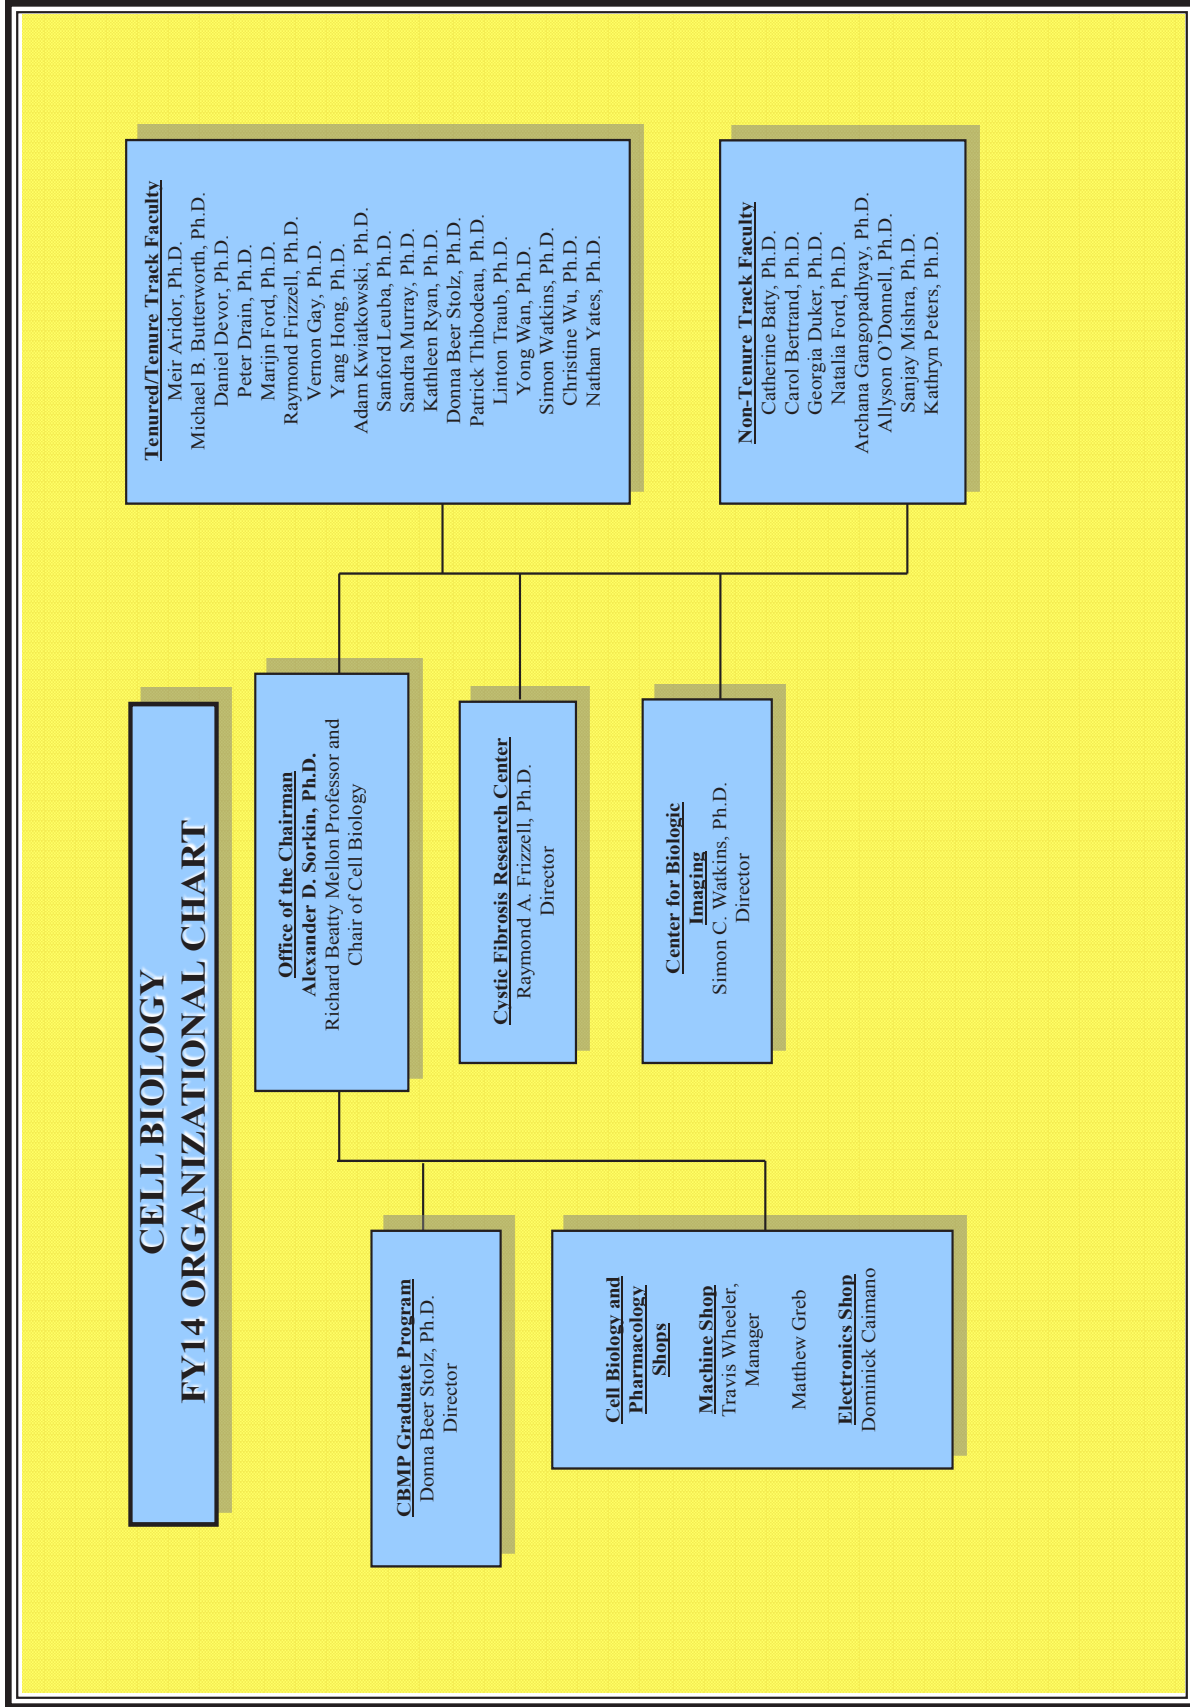 CELL BIOLOGY
FY14 ORGANIZATIONAL CHART
Office of the Chairman
Alexander D. Sorkin, Ph.D.
Richard Beatty Mellon Professor and
Chair of Cell Biology
CBMP Graduate Program
Donna Beer Stolz, Ph.D.
Director
Cell Biology and
Pharmacology
Shops
Machine Shop
Travis Wheeler,
Manager
Matthew Greb
Electronics Shop
Dominick Caimano
Cystic Fibrosis Research Center
Raymond A. Frizzell, Ph.D.
Director
Center for Biologic
Imaging
Simon C. Watkins, Ph.D.
Director
Tenured/Tenure Track Faculty
Meir Aridor, Ph.D.
Michael B. Butterworth, Ph.D.
Daniel Devor, Ph.D.
Peter Drain, Ph.D.
Marijn Ford, Ph.D.
Raymond Frizzell, Ph.D.
Vernon Gay, Ph.D.
Yang Hong, Ph.D.
Adam Kwiatkowski, Ph.D.
Sanford Leuba, Ph.D.
Sandra Murray, Ph.D.
Kathleen Ryan, Ph.D.
Donna Beer Stolz, Ph.D.
Patrick Thibodeau, Ph.D.
Linton Traub, Ph.D.
Yong Wan, Ph.D.
Simon Watkins, Ph.D.
Christine Wu, Ph.D.
Nathan Yates, Ph.D.
Non-Tenure Track Faculty
Catherine Baty, Ph.D.
Carol Bertrand, Ph.D.
Georgia Duker, Ph.D.
Natalia Ford, Ph.D.
Archana Gangopadhyay, Ph.D.
Allyson O’Donnell, Ph.D.
Sanjay Mishra, Ph.D.
Kathryn Peters, Ph.D.